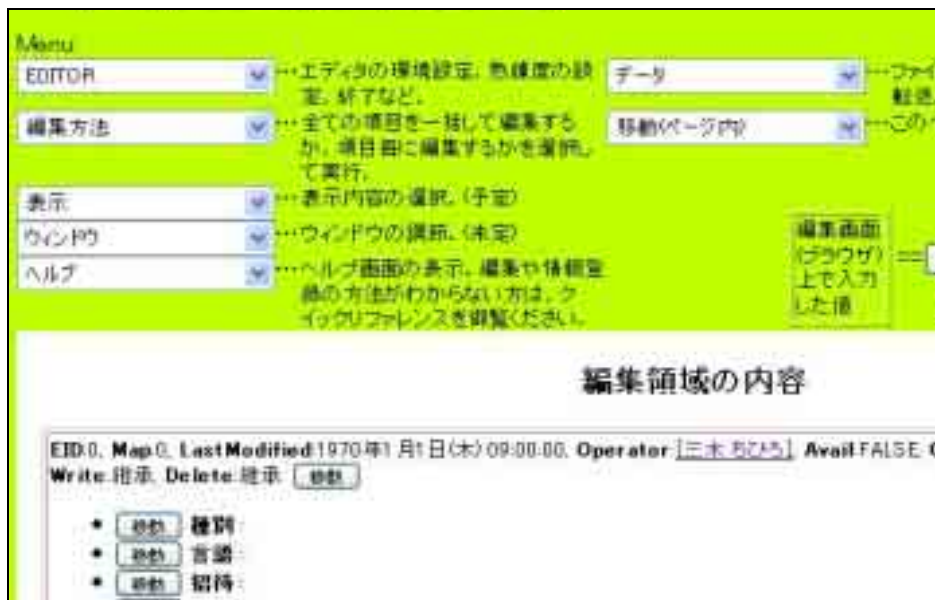 Menu
EDITOR
…エディタの環境設定、熟練度の設
定、終了など。
データ
…ファイ
転送
編集方法
…全ての項目を一括して編集する
か、項目毎に編集するかを選択し
て実行。
移動(ページ内)
…この
表示
…表示内容の選択。(予定)
ウィンドウ
…ウィンドウの調節。(未定)
ヘルプ
…ヘルプ画面の表示。編集や情報登
録の方法がわからない方は、ク
イックリファレンスを御覧ください。
編集画面
(ブラウザ)
上で入力
した値
==
編集領域の内容
EID:0, Map:0, LastModified:1970年1月1日(木) 09:00:00, Operator:[三木 ちひろ], Avail:FALSE,
Write:継承, Delete:継承 移動
• 移動 種別:
• 移動 言語:
• 移動 招待: